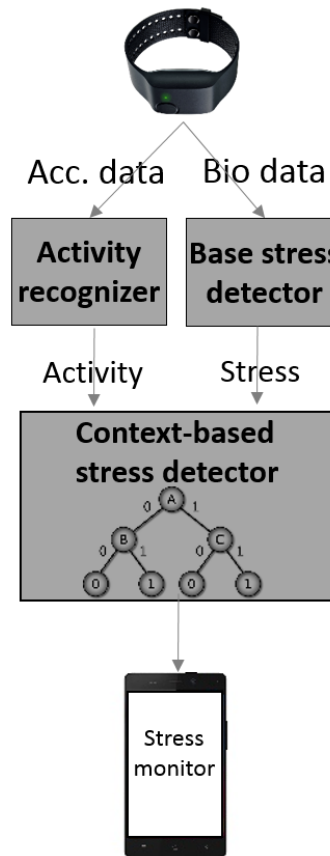 Acc. data
Bio data
Activity
recognizer
Base stress
detector
Activity
Stress
Context-based
stress detector
A
0
1
B
C
0
1
0
1
0
1
0
1
Stress
monitor